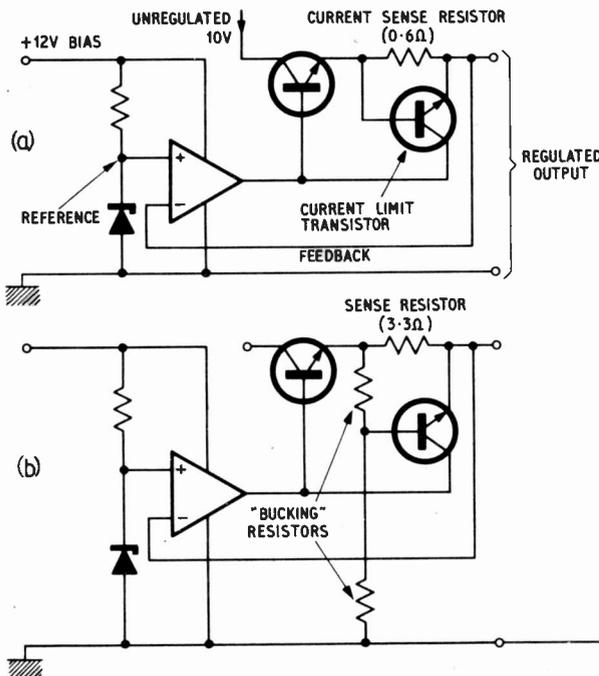 UNREGULATED
10V
CURRENT SENSE RESISTOR
(0·6Ω)
+12V BIAS
(a)
+
−
REFERENCE
CURRENT LIMIT
TRANSISTOR
FEEDBACK
REGULATED
OUTPUT
SENSE RESISTOR
(3·3Ω)
(b)
+
−
"BUCKING"
RESISTORS